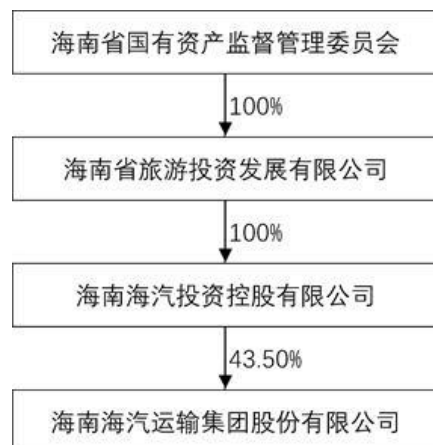 海南省国有资产监督管理委员会
100%
海南省旅游投资发展有限公司
100%
海南海汽投资控股有限公司
43.50%
海南海汽运输集团股份有限公司